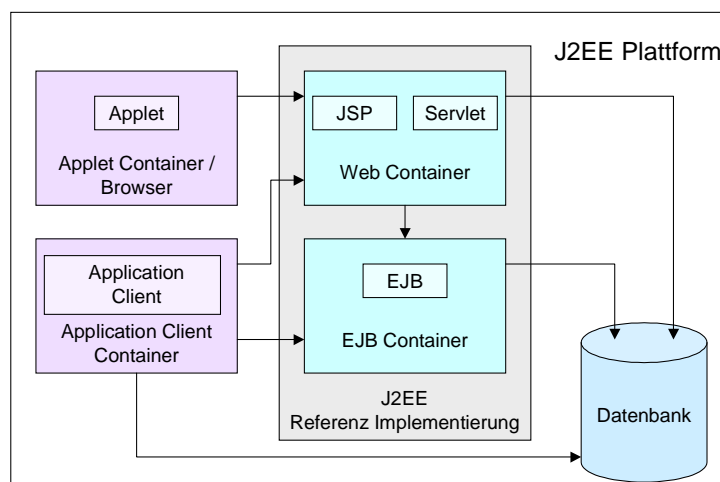 J2EE Plattform
Applet
Applet Container /
Browser
JSP
Servlet
Web Container
Application
Client
Application Client
Container
EJB
EJB Container
J2EE
Referenz Implementierung
Datenbank